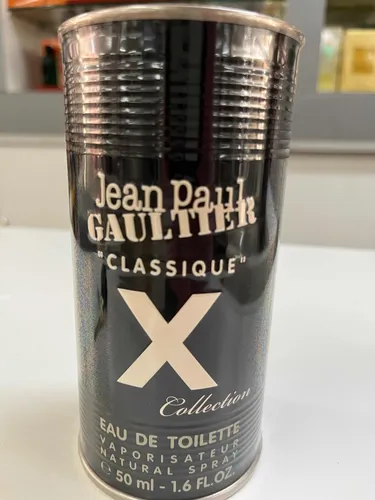 Jean Paul
GAULTIER
"CLASSIQUE"
X
Collection
EAU DE TOILETTE
VAPORISATEUR
NATURAL SPRAY
e 50 ml - 1.6 FL.OZ.